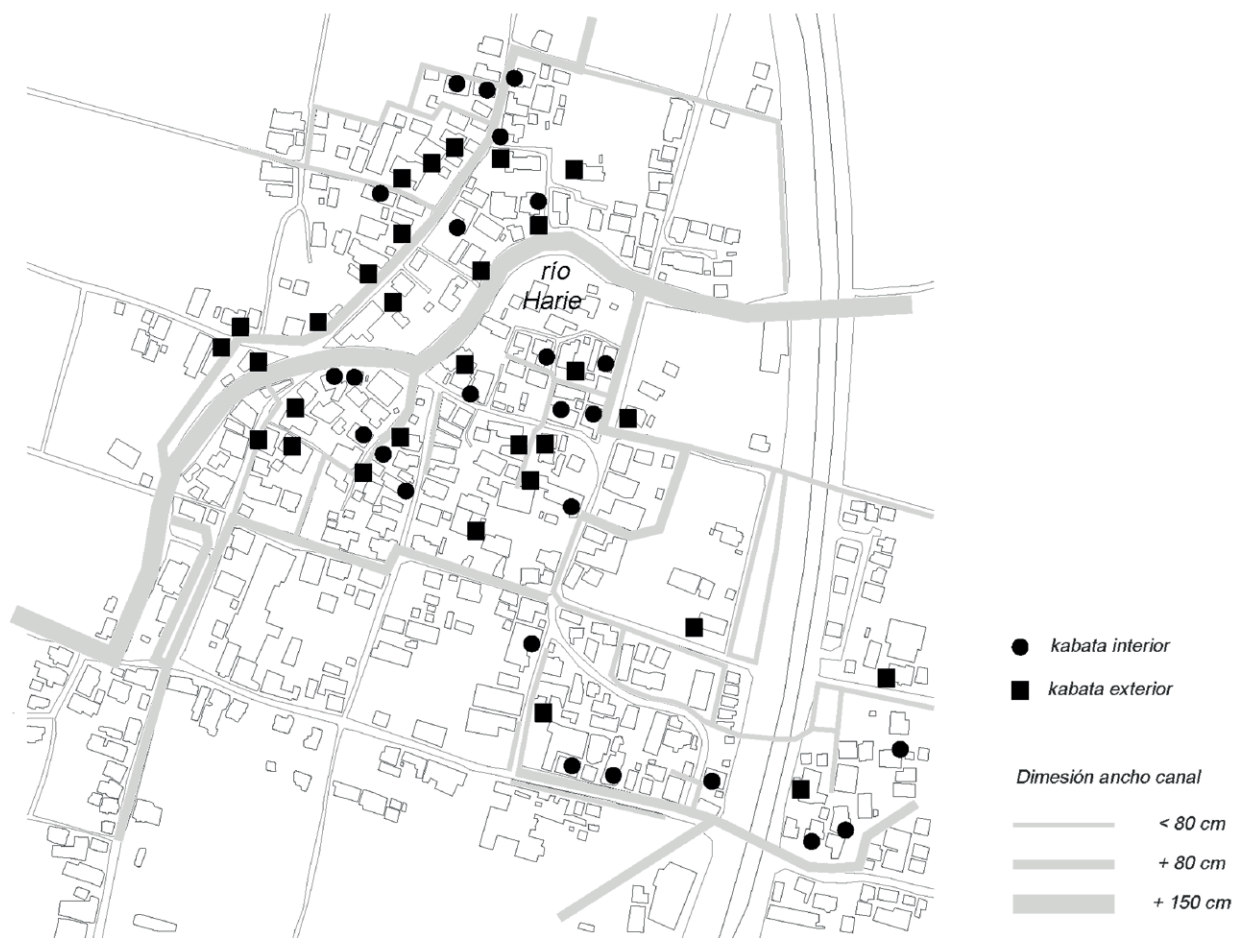 río
Harie
kabata interior
kabata exterior
Dimesión ancho canal
< 80 cm
+ 80 cm
+ 150 cm